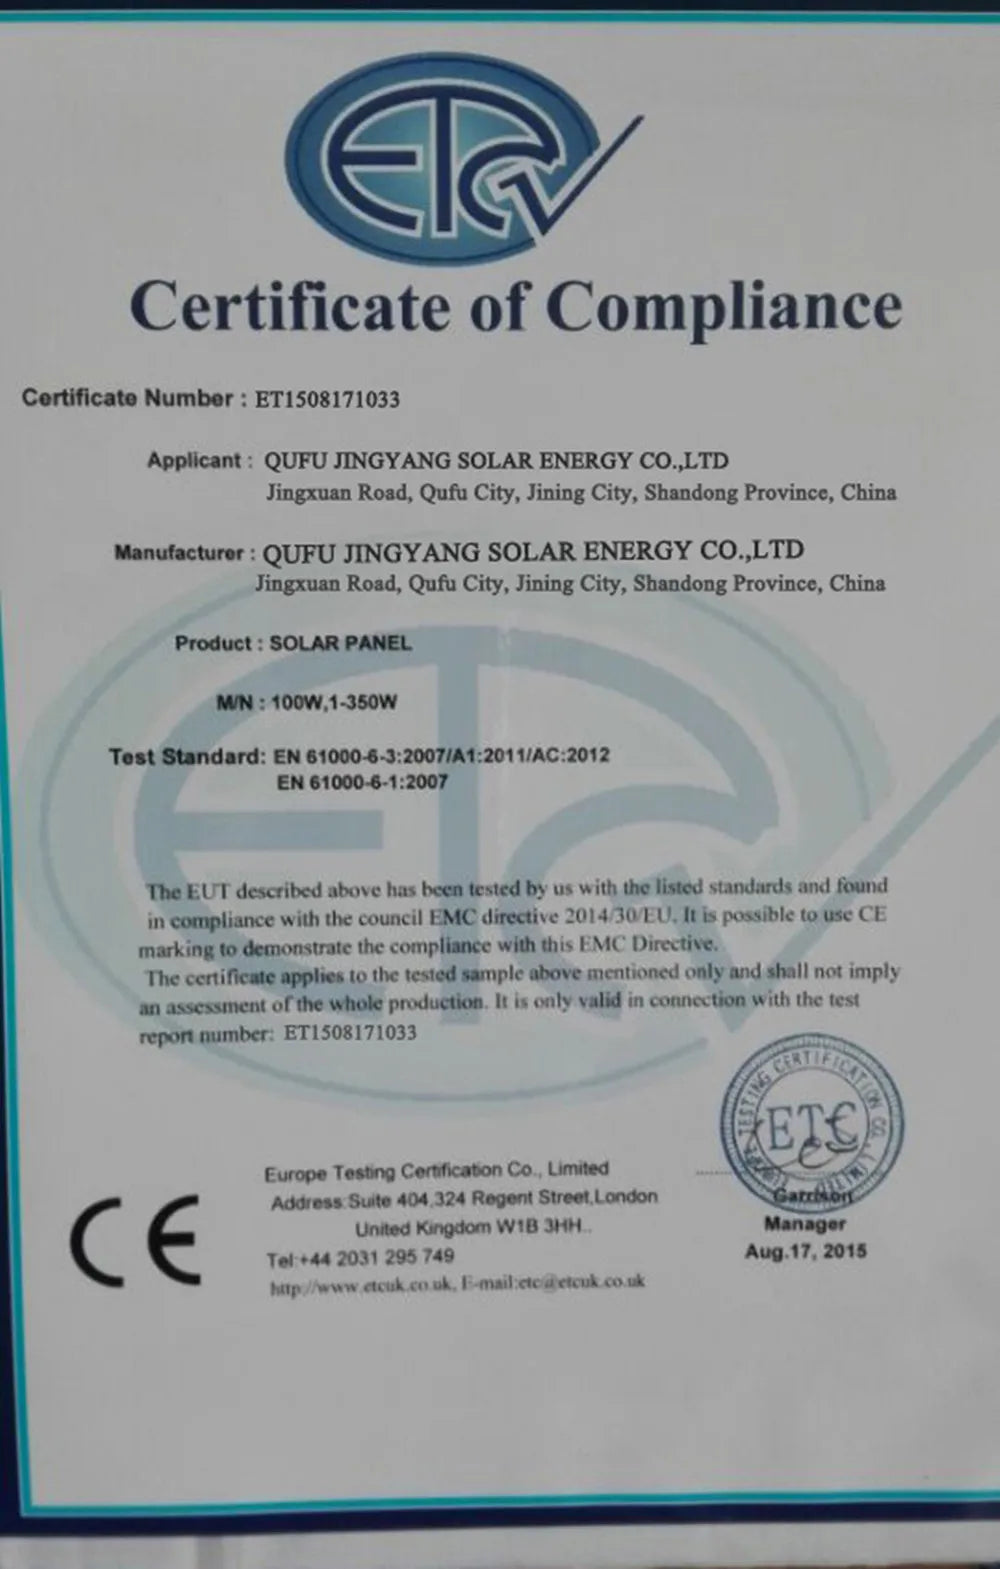 ETC
Certificate of Compliance
Certificate Number : ET1508171033
Applicant : QUFU JINGYANG SOLAR ENERGY CO.,LTD
Jingxuan Road, Qufu City, Jining City, Shandong Province, China
Manufacturer : QUFU JINGYANG SOLAR ENERGY CO.,LTD
Jingxuan Road, Qufu City, Jining City, Shandong Province, China
Product : SOLAR PANEL
M/N : 100W,1-350W
Test Standard: EN 61000-6-3:2007/A1:2011/AC:2012
EN 61000-6-1:2007
The EUT described above has been tested by us with the listed standards and found
in compliance with the council EMC directive 2014/30/EU. It is possible to use CE
marking to demonstrate the compliance with this EMC Directive.
The certificate applies to the tested sample above mentioned only and shall not imply
an assessment of the whole production. It is only valid in connection with the test
report number: ET1508171033
TESTING CERTIFICATION CO., LIMITED
ETC
CE
Europe Testing Certification Co., Limited
Address:Suite 404,324 Regent Street,London
United Kingdom W1B 3HH..
Tel:+44 2031 295 749
http://www.etcuk.co.uk, E-mail:etc@etcuk.co.uk
Garrison
Manager
Aug.17, 2015